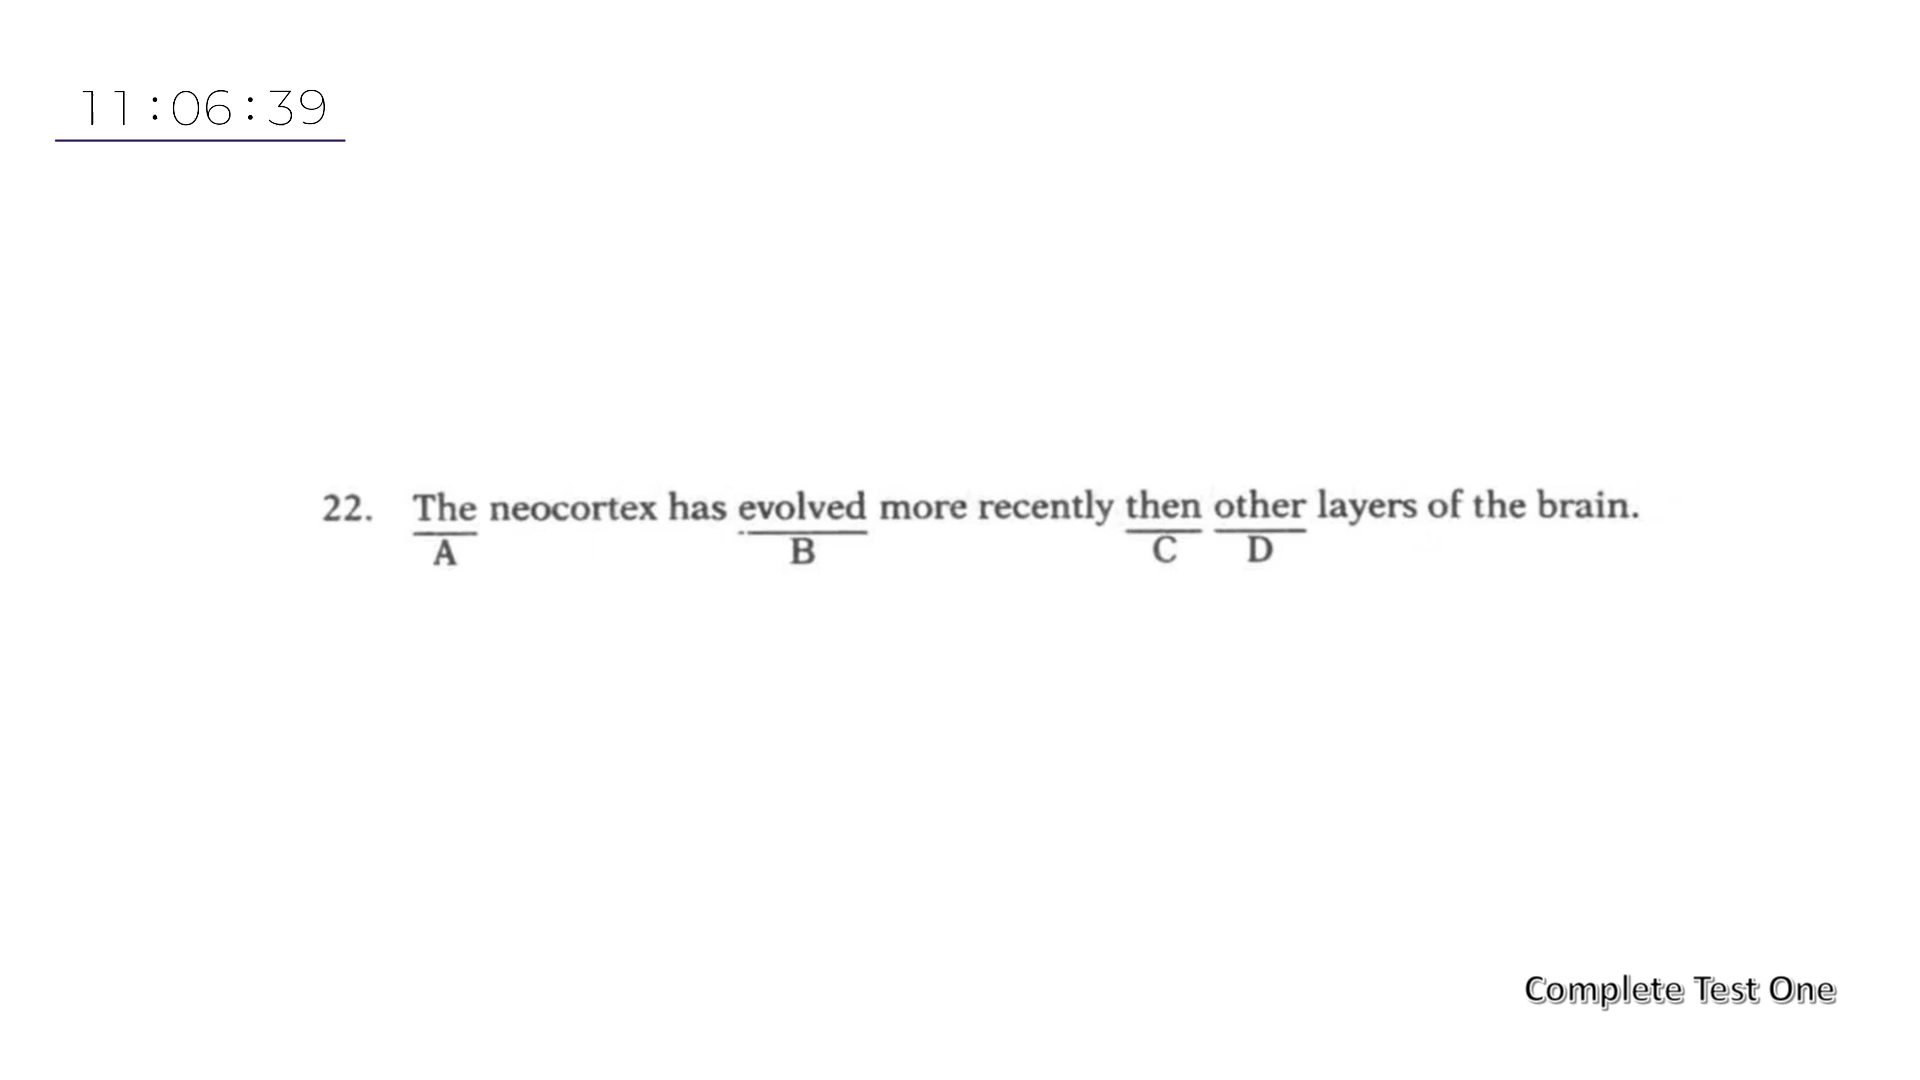 11:06:39
22. The neocortex has evolved more recently then other layers of the brain.
A B C D
Complete Test One